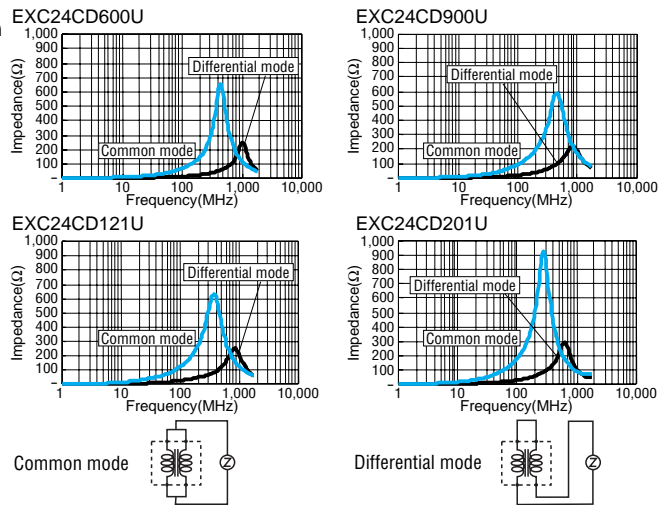 EXC24CD600U
Impedance(Ω)
1,000
900
800
700
600
500
400
300
200
100
–
Differential mode
Common mode
1
10
100
1,000
10,000
Frequency(MHz)
EXC24CD900U
Impedance(Ω)
1,000
900
800
700
600
500
400
300
200
100
–
Differential mode
Common mode
1
10
100
1,000
10,000
Frequency(MHz)
EXC24CD121U
Impedance(Ω)
1,000
900
800
700
600
500
400
300
200
100
–
Differential mode
Common mode
1
10
100
1,000
10,000
Frequency(MHz)
EXC24CD201U
Impedance(Ω)
1,000
900
800
700
600
500
400
300
200
100
–
Differential mode
Common mode
1
10
100
1,000
10,000
Frequency(MHz)
Common mode
Z
Differential mode
Z